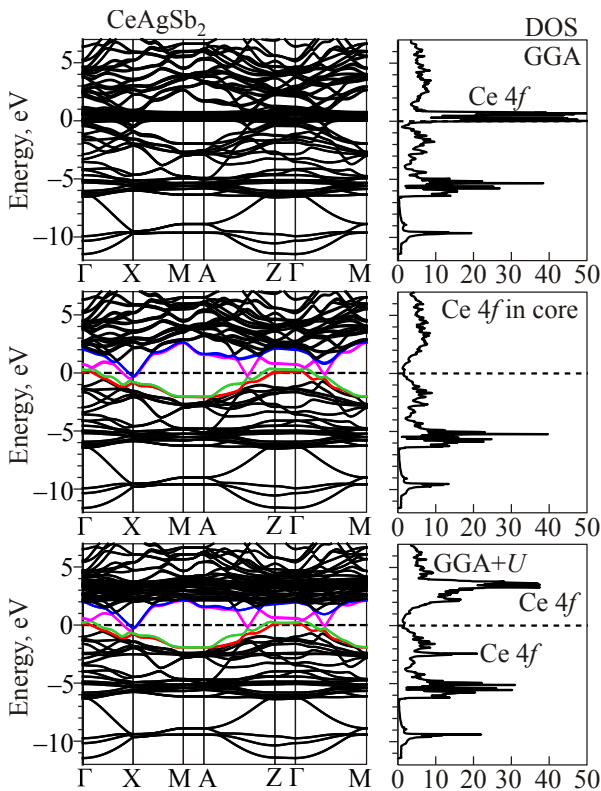 CeAgSb₂ DOS
GGA
Ce 4f
Energy, eV
5
0
−5
−10
Γ X M A Z Γ M
0 10 20 30 40 50
Ce 4f in core
Energy, eV
5
0
−5
−10
Γ X M A Z Γ M
0 10 20 30 40 50
GGA+U
Ce 4f
Ce 4f
Energy, eV
5
0
−5
−10
Γ X M A Z Γ M
0 10 20 30 40 50